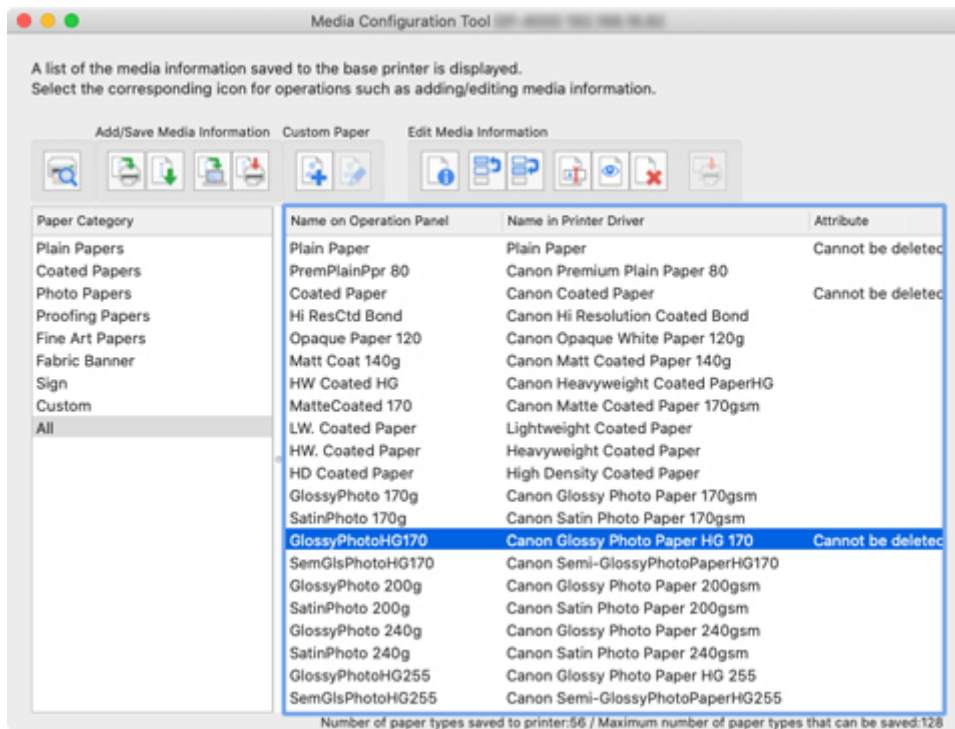 Media Configuration Tool
A list of the media information saved to the base printer is displayed.
Select the corresponding icon for operations such as adding/editing media information.
Add/Save Media Information Custom Paper Edit Media Information
Paper Category
Plain Papers
Coated Papers
Photo Papers
Proofing Papers
Fine Art Papers
Fabric Banner
Sign
Custom
All
Name on Operation Panel Name in Printer Driver Attribute
Plain Paper Plain Paper Cannot be deleted
PremPlainPpr 80 Canon Premium Plain Paper 80
Coated Paper Canon Coated Paper Cannot be deleted
Hi ResCtd Bond Canon Hi Resolution Coated Bond
Opaque Paper 120 Canon Opaque White Paper 120g
Matt Coat 140g Canon Matt Coated Paper 140g
HW Coated HG Canon Heavyweight Coated PaperHG
MatteCoated 170 Canon Matte Coated Paper 170gsm
LW. Coated Paper Lightweight Coated Paper
HW. Coated Paper Heavyweight Coated Paper
HD Coated Paper High Density Coated Paper
GlossyPhoto 170g Canon Glossy Photo Paper 170gsm
SatinPhoto 170g Canon Satin Photo Paper 170gsm
GlossyPhotoHG170 Canon Glossy Photo Paper HG 170 Cannot be deleted
SemGlsPhotoHG170 Canon Semi-GlossyPhotoPaperHG170
GlossyPhoto 200g Canon Glossy Photo Paper 200gsm
SatinPhoto 200g Canon Satin Photo Paper 200gsm
GlossyPhoto 240g Canon Glossy Photo Paper 240gsm
SatinPhoto 240g Canon Satin Photo Paper 240gsm
GlossyPhotoHG255 Canon Glossy Photo Paper HG 255
SemGlsPhotoHG255 Canon Semi-GlossyPhotoPaperHG255
Number of paper types saved to printer:56 / Maximum number of paper types that can be saved:128